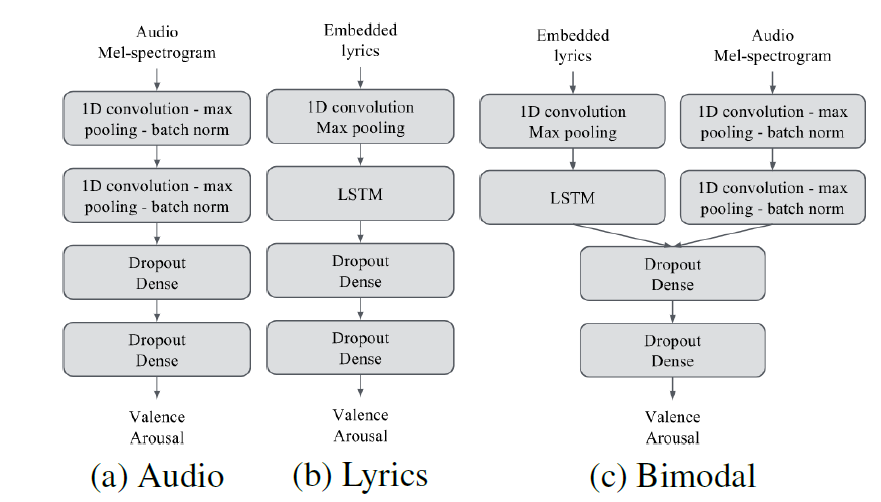 Audio
Mel-spectrogram
1D convolution - max
pooling - batch norm
1D convolution - max
pooling - batch norm
Dropout
Dense
Dropout
Dense
Valence
Arousal
(a) Audio
Embedded
lyrics
1D convolution
Max pooling
LSTM
Dropout
Dense
Dropout
Dense
Valence
Arousal
(b) Lyrics
Embedded
lyrics
1D convolution
Max pooling
LSTM
Audio
Mel-spectrogram
1D convolution - max
pooling - batch norm
1D convolution - max
pooling - batch norm
Dropout
Dense
Dropout
Dense
Valence
Arousal
(c) Bimodal